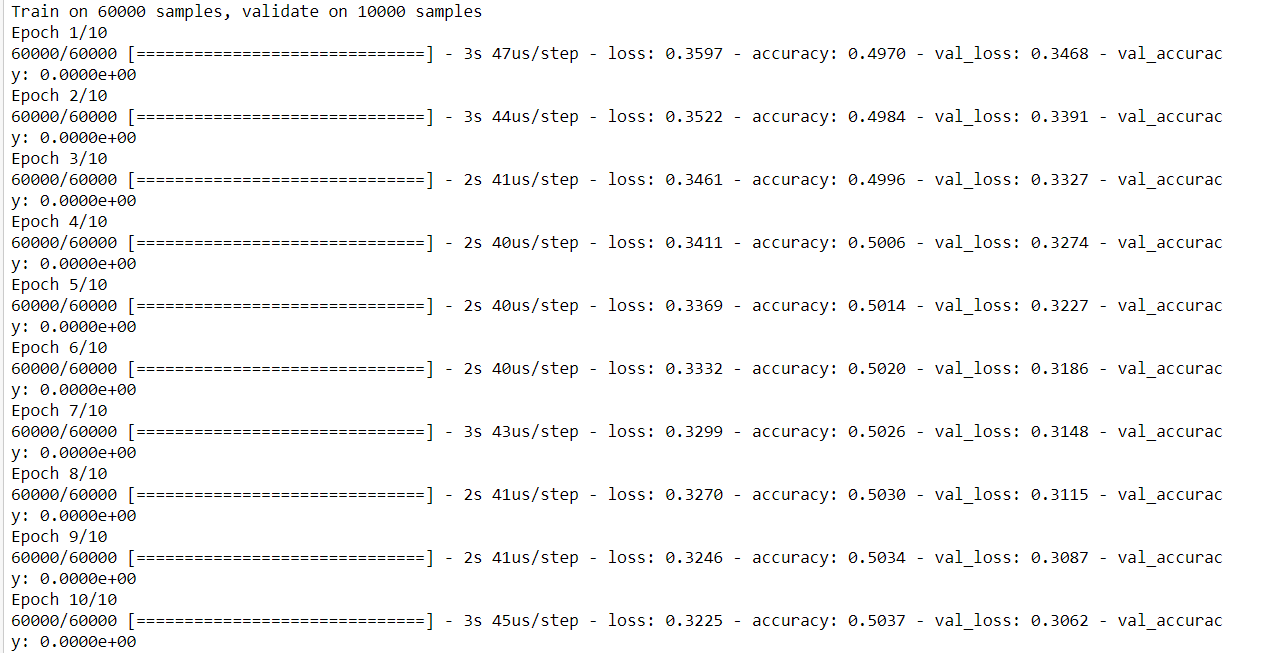 Train on 60000 samples, validate on 10000 samples
Epoch 1/10
60000/60000 [==============================] - 3s 47us/step - loss: 0.3597 - accuracy: 0.4970 - val_loss: 0.3468 - val_accurac
y: 0.0000e+00
Epoch 2/10
60000/60000 [==============================] - 3s 44us/step - loss: 0.3522 - accuracy: 0.4984 - val_loss: 0.3391 - val_accurac
y: 0.0000e+00
Epoch 3/10
60000/60000 [==============================] - 2s 41us/step - loss: 0.3461 - accuracy: 0.4996 - val_loss: 0.3327 - val_accurac
y: 0.0000e+00
Epoch 4/10
60000/60000 [==============================] - 2s 40us/step - loss: 0.3411 - accuracy: 0.5006 - val_loss: 0.3274 - val_accurac
y: 0.0000e+00
Epoch 5/10
60000/60000 [==============================] - 2s 40us/step - loss: 0.3369 - accuracy: 0.5014 - val_loss: 0.3227 - val_accurac
y: 0.0000e+00
Epoch 6/10
60000/60000 [==============================] - 2s 40us/step - loss: 0.3332 - accuracy: 0.5020 - val_loss: 0.3186 - val_accurac
y: 0.0000e+00
Epoch 7/10
60000/60000 [==============================] - 3s 43us/step - loss: 0.3299 - accuracy: 0.5026 - val_loss: 0.3148 - val_accurac
y: 0.0000e+00
Epoch 8/10
60000/60000 [==============================] - 2s 41us/step - loss: 0.3270 - accuracy: 0.5030 - val_loss: 0.3115 - val_accurac
y: 0.0000e+00
Epoch 9/10
60000/60000 [==============================] - 2s 41us/step - loss: 0.3246 - accuracy: 0.5034 - val_loss: 0.3087 - val_accurac
y: 0.0000e+00
Epoch 10/10
60000/60000 [==============================] - 3s 45us/step - loss: 0.3225 - accuracy: 0.5037 - val_loss: 0.3062 - val_accurac
y: 0.0000e+00